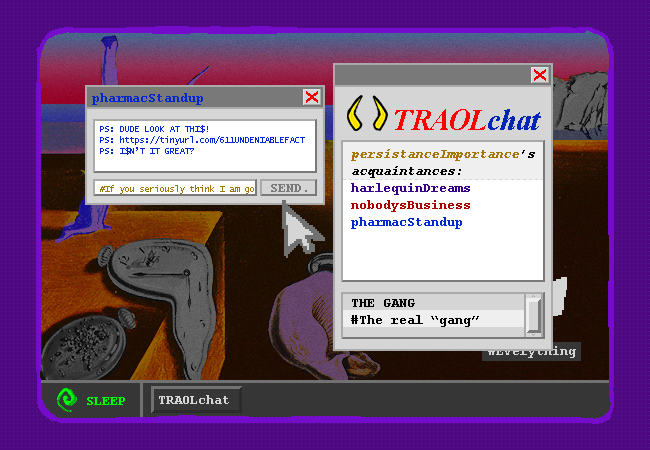 pharmacStandup
PS: DUDE LOOK AT THI$!
PS: https://tinyurl.com/611UNDENIABLEFACT
PS: I$N'T IT GREAT?
#If you seriously think I am go
SEND.
TRAOLchat
persistanceImportance's
acquaintances:
harlequinDreams
nobodysBusiness
pharmacStandup
THE GANG
#The real “gang”
#Everything
SLEEP
TRAOLchat